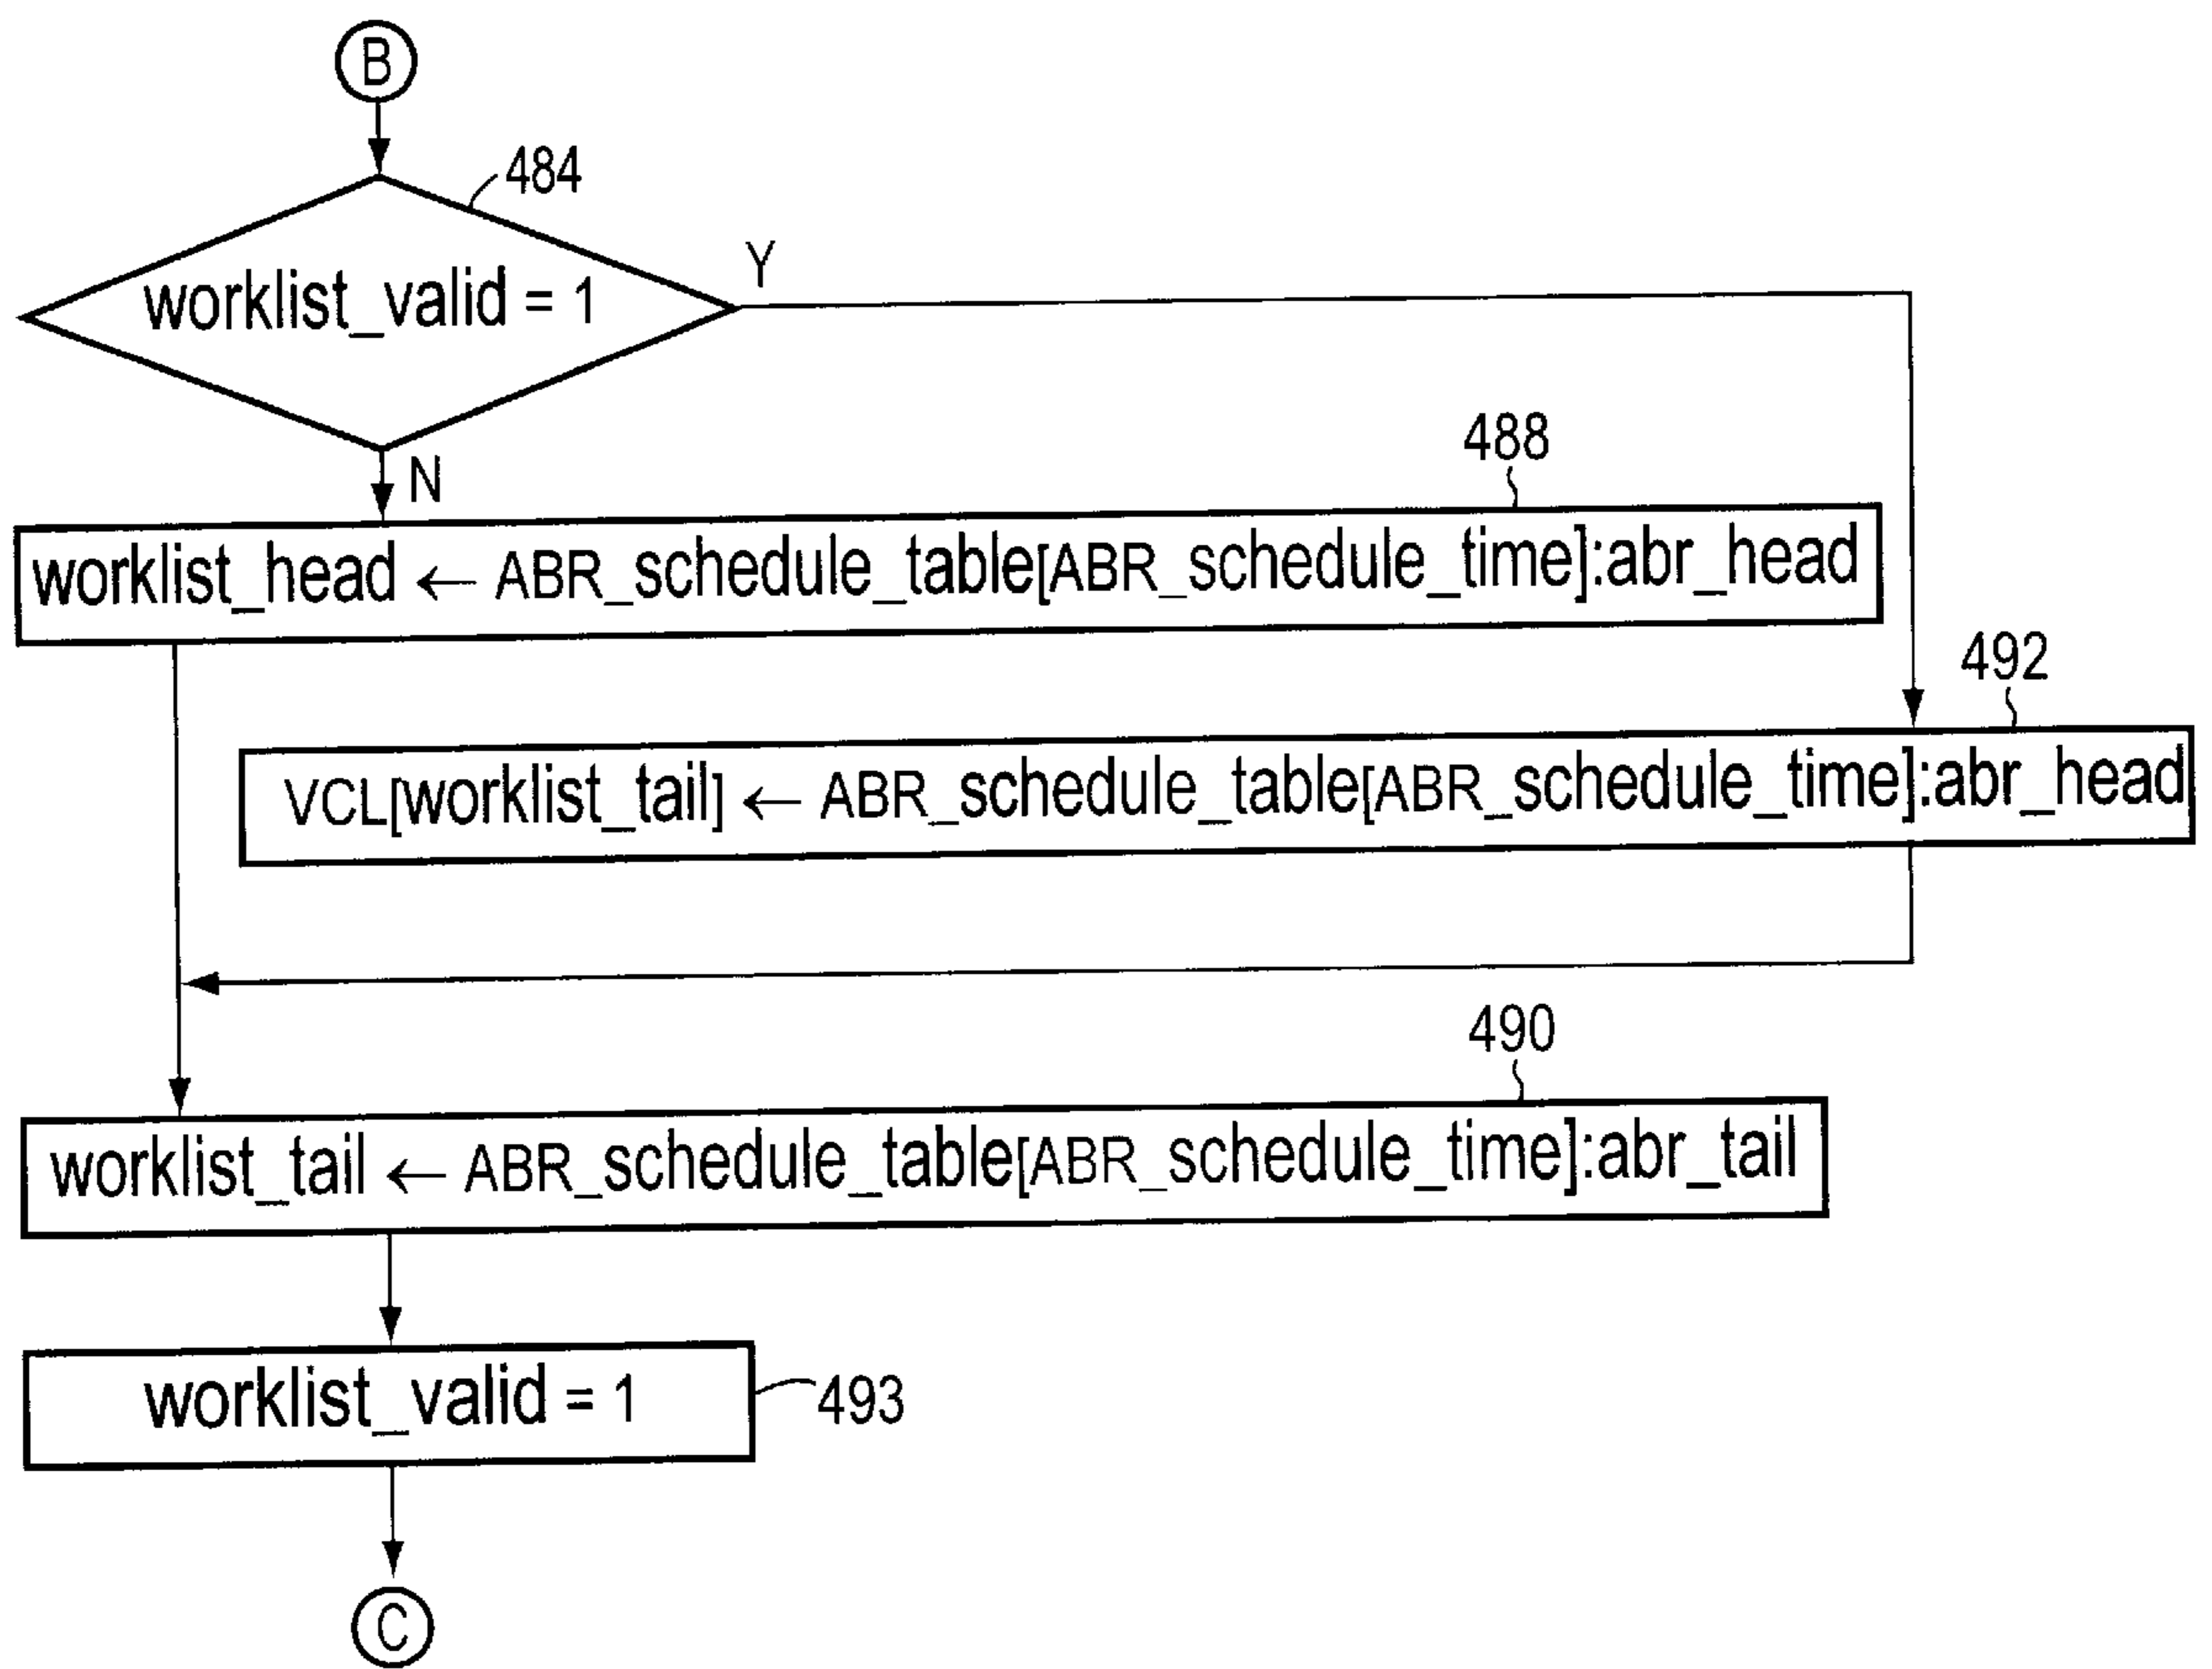 B
484
worklist_valid = 1
Y
N
488
worklist_head ← ABR_schedule_table[ABR_schedule_time]:abr_head
492
VCL[worklist_tail] ← ABR_schedule_table[ABR_schedule_time]:abr_head
490
worklist_tail ← ABR_schedule_table[ABR_schedule_time]:abr_tail
worklist_valid = 1
493
C